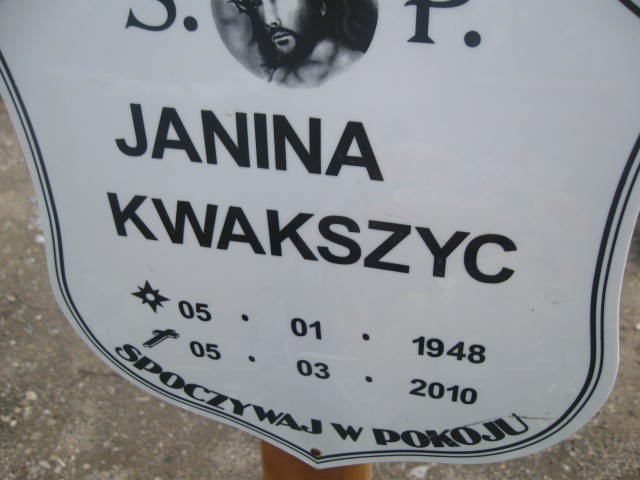 Ś. P.
JANINA
KWAKSZYC
05 . 01 . 1948
05 . 03 . 2010
SPOCZYWAJ W POKOJU